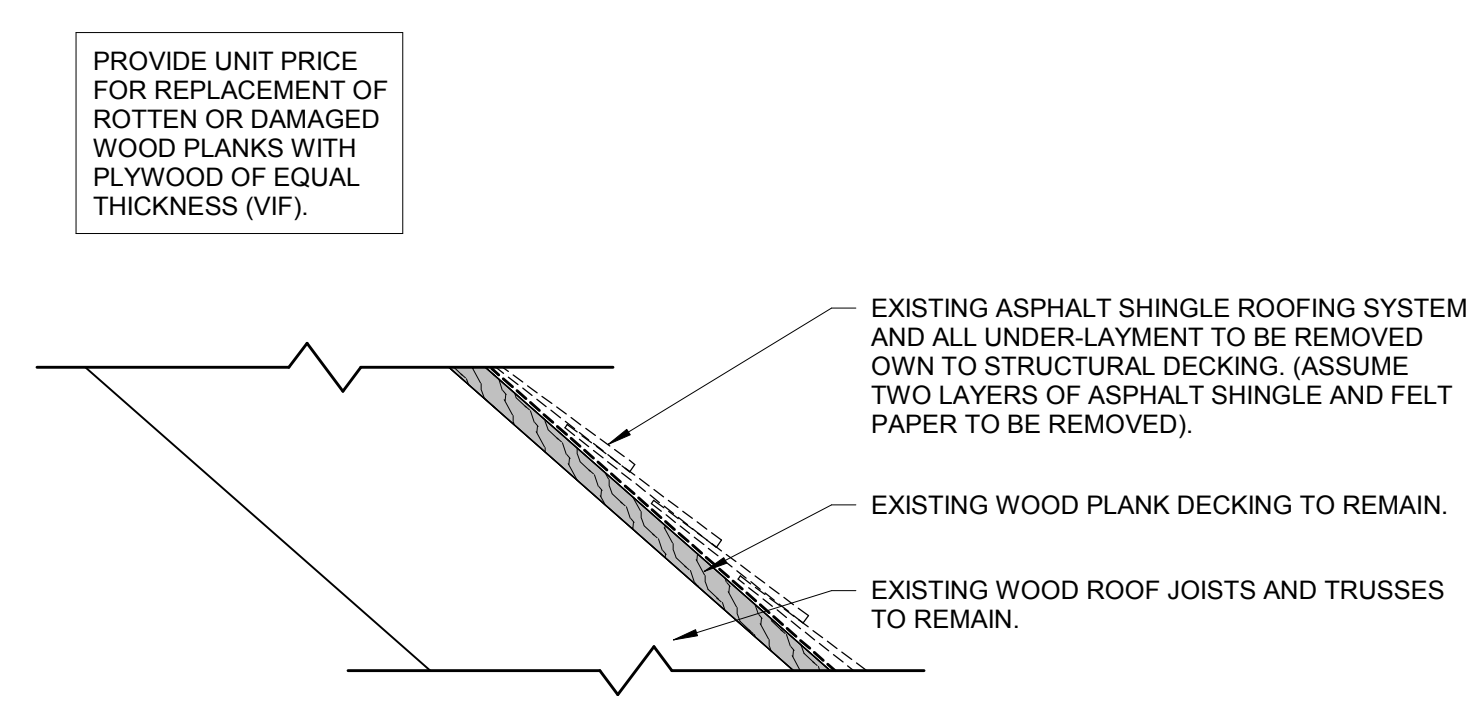 PROVIDE UNIT PRICE
FOR REPLACEMENT OF
ROTTEN OR DAMAGED
WOOD PLANKS WITH
PLYWOOD OF EQUAL
THICKNESS (VIF).
EXISTING ASPHALT SHINGLE ROOFING SYSTEM
AND ALL UNDER-LAYMENT TO BE REMOVED
OWN TO STRUCTURAL DECKING. (ASSUME
TWO LAYERS OF ASPHALT SHINGLE AND FELT
PAPER TO BE REMOVED).
EXISTING WOOD PLANK DECKING TO REMAIN.
EXISTING WOOD ROOF JOISTS AND TRUSSES
TO REMAIN.